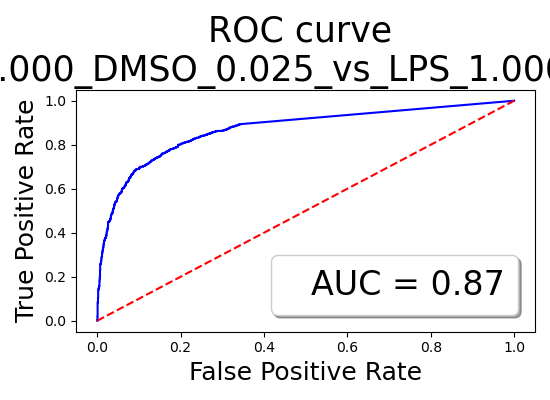 ROC curve
.000_DMSO_0.025_vs_LPS_1.000
True Positive Rate
1.0
0.8
0.6
0.4
0.2
0.0
AUC = 0.87
0.0 0.2 0.4 0.6 0.8 1.0
False Positive Rate